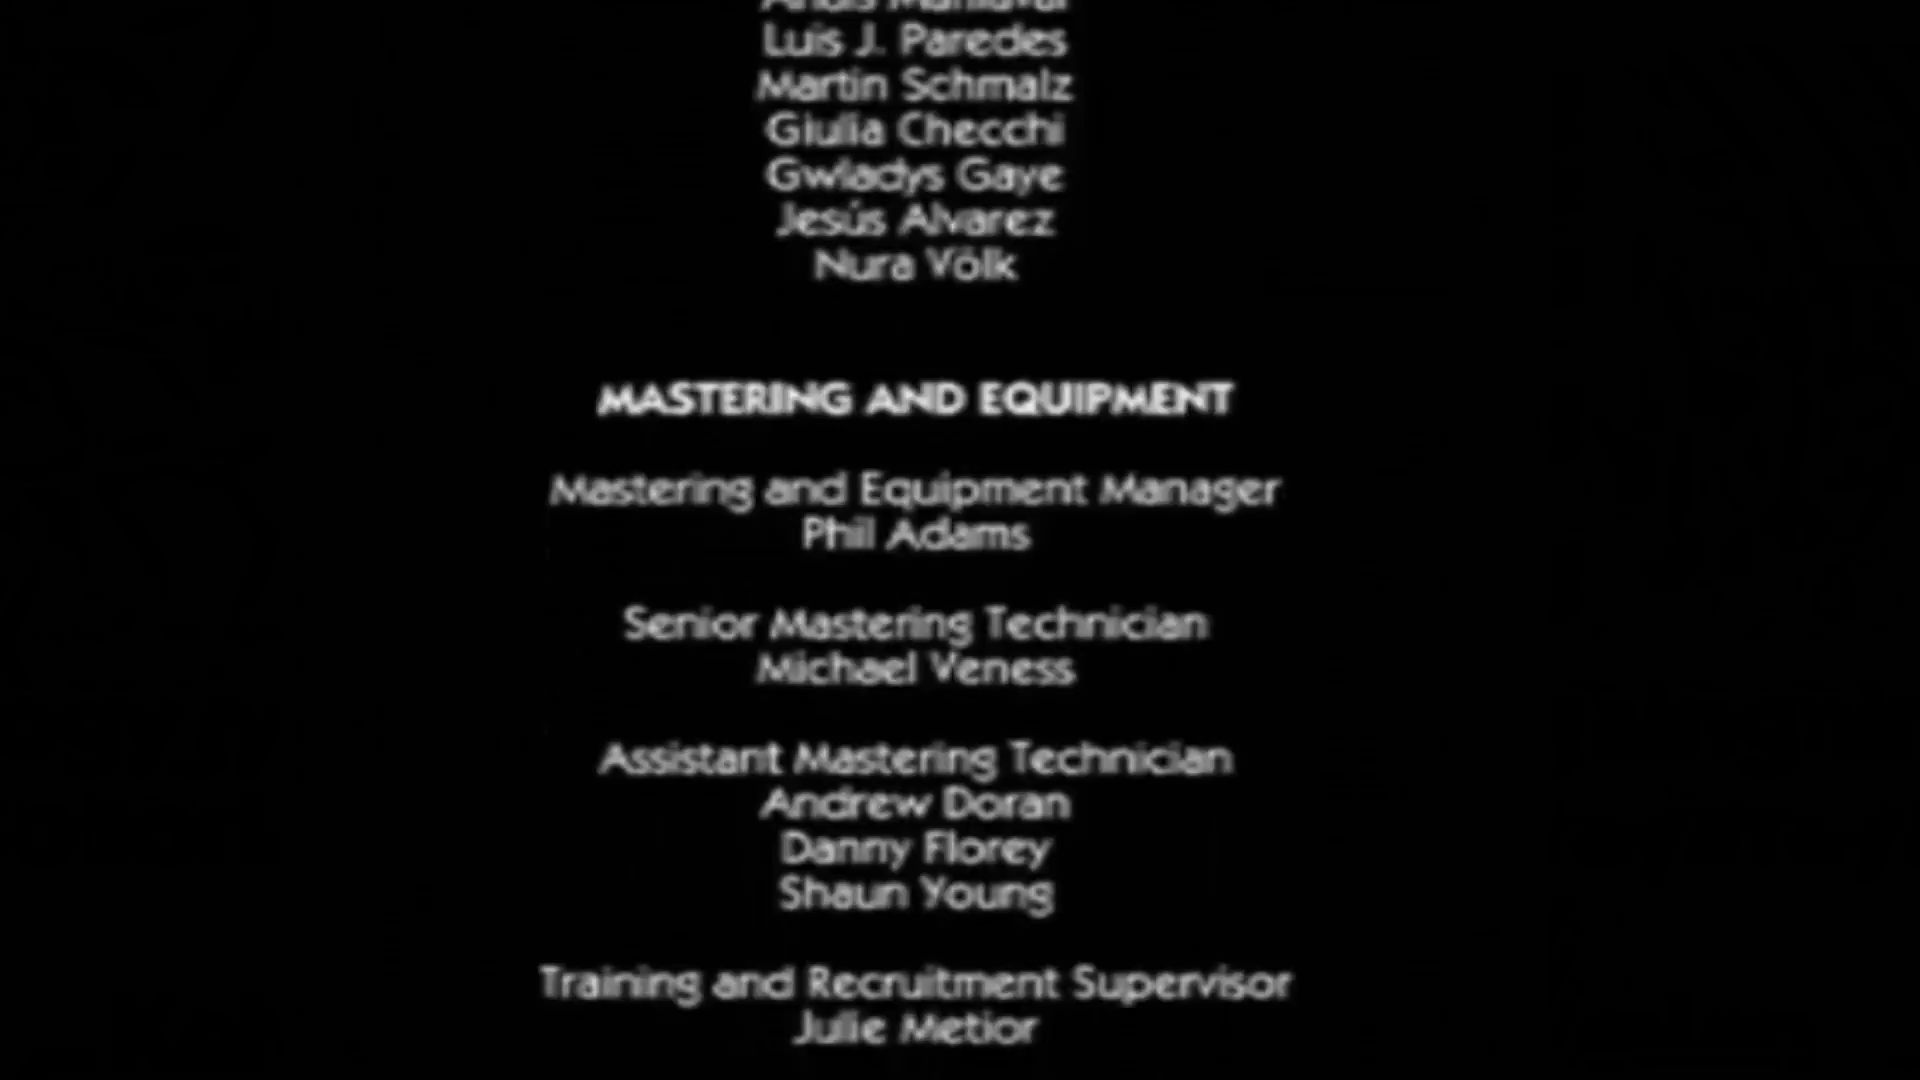 Luis J. Paredes
Martin Schmalz
Giulia Checchi
Gwladys Gaye
Jesús Alvarez
Nura Völk
MASTERING AND EQUIPMENT
Mastering and Equipment Manager
Phil Adams
Senior Mastering Technician
Michael Veness
Assistant Mastering Technician
Andrew Doran
Danny Florey
Shaun Young
Training and Recruitment Supervisor
Julie Metior